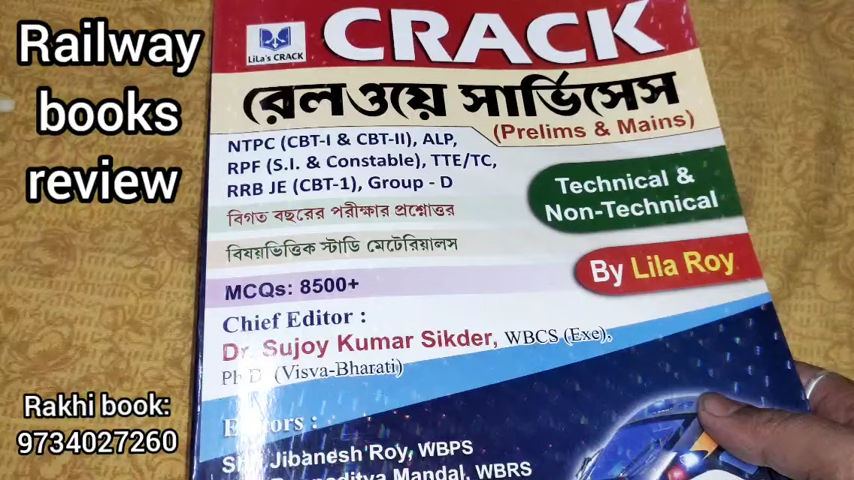 Railway
books
review
LiLa's CRACK
CRACK
রেলওয়ে সার্ভিসেস
(Prelims & Mains)
NTPC (CBT-I & CBT-II), ALP,
RPF (S.I. & Constable), TTE/TC,
RRB JE (CBT-1), Group - D
Technical &
Non-Technical
বিগত বছরের পরীক্ষার প্রশ্নোত্তর
বিষয়ভিত্তিক স্টাডি মেটেরিয়ালস
By Lila Roy
MCQs: 8500+
Chief Editor :
Dr. Sujoy Kumar Sikder, WBCS (Exe).
Ph.D. (Visva-Bharati)
Editors :
Jibanesh Roy, WBPS
Mandal, WBRS
Rakhi book:
9734027260